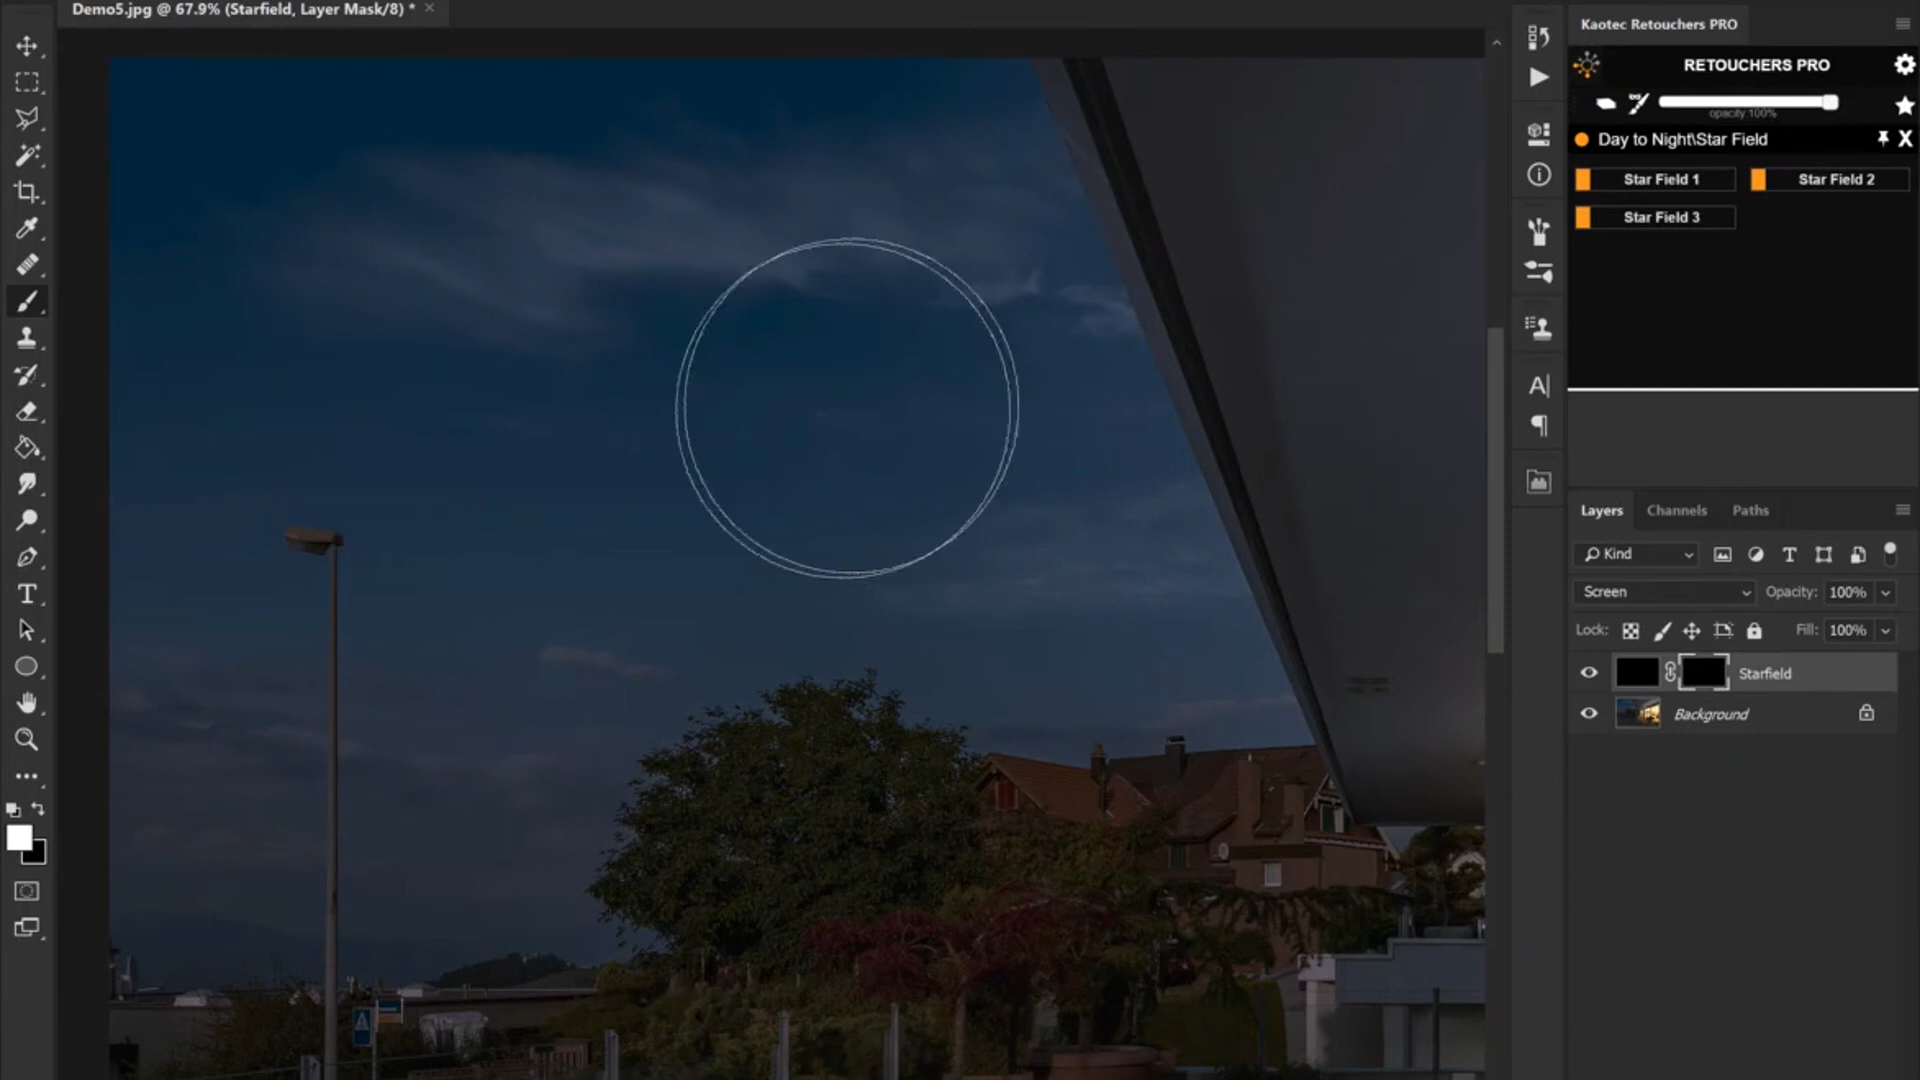 Demo5.jpg @ 67.9% (Starfield, Layer Mask/8) *
Kaotec Retouchers PRO
RETOUCHERS PRO
opacity:100%
Day to Night\Star Field
Star Field 1
Star Field 2
Star Field 3
Layers
Channels
Paths
Kind
Screen
Opacity:
100%
Lock:
Fill:
100%
Starfield
Background